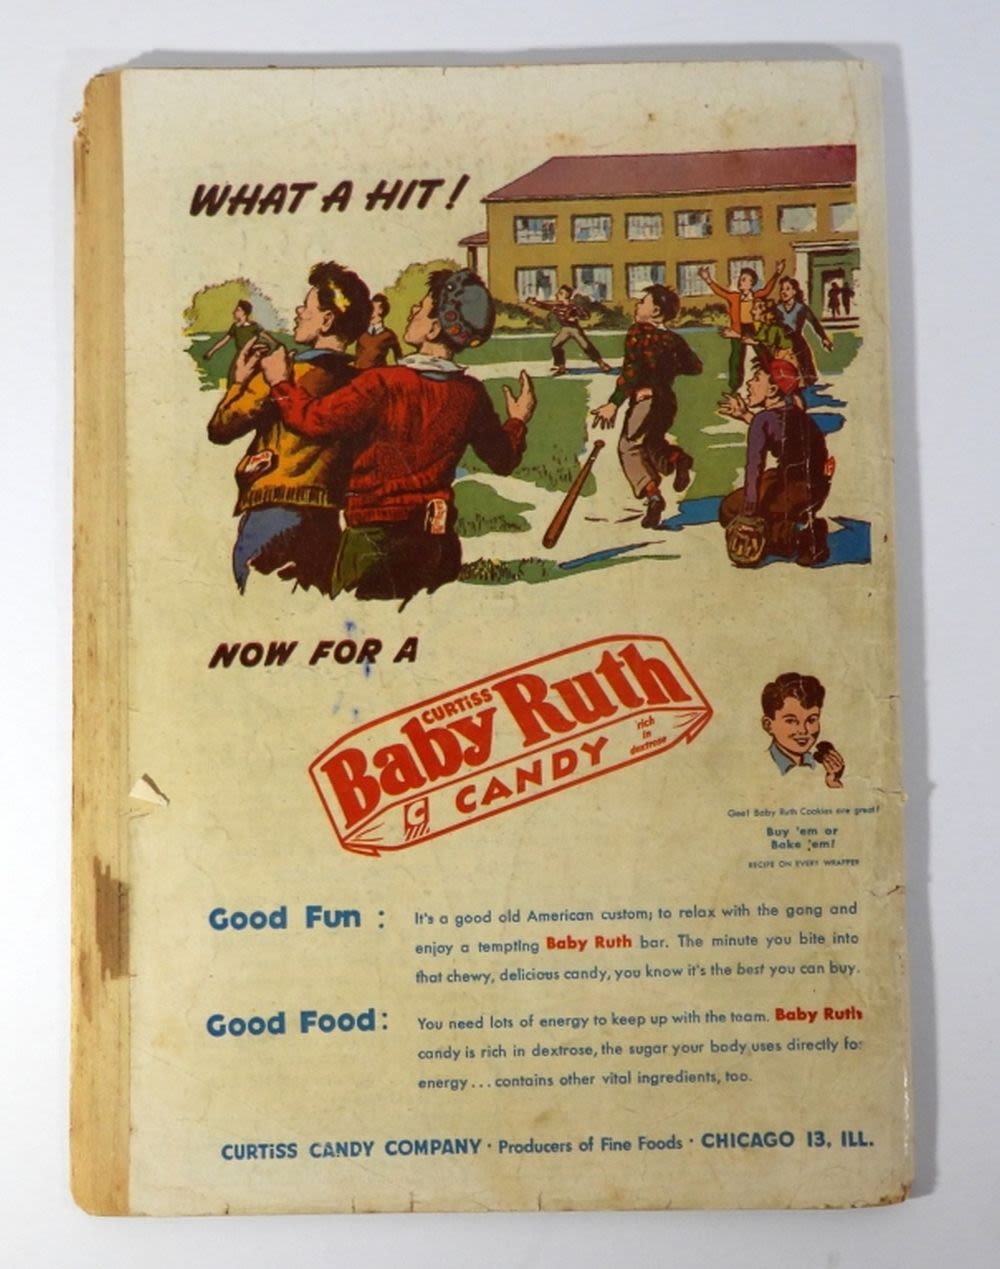 WHAT A HIT!
NOW FOR A
CURTISS
Baby Ruth
CANDY
rich
in
dextrose
C
Gee! Baby Ruth Cookies are great!
Buy 'em or
Bake 'em!
RECIPE ON EVERY WRAPPER
Good Fun : It's a good old American custom; to relax with the gang and
enjoy a tempting Baby Ruth bar. The minute you bite into
that chewy, delicious candy, you know it's the best you can buy.
Good Food: You need lots of energy to keep up with the team. Baby Ruth
candy is rich in dextrose, the sugar your body uses directly for
energy... contains other vital ingredients, too.
CURTISS CANDY COMPANY · Producers of Fine Foods · CHICAGO 13, ILL.